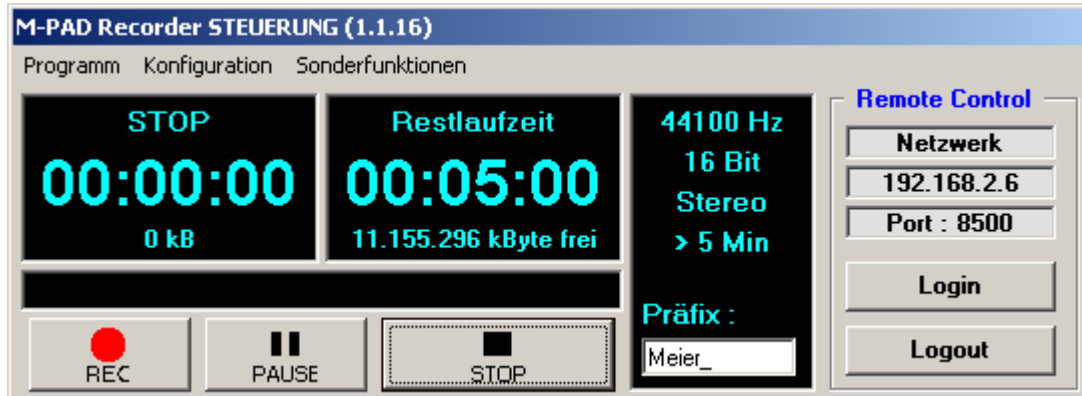 M-PAD Recorder STEUERUNG (1.1.16)
Programm Konfiguration Sonderfunktionen
STOP
00:00:00
0 kB
Restlaufzeit
00:05:00
11.155.296 kByte frei
44100 Hz
16 Bit
Stereo
> 5 Min
Präfix :
Meier_
Remote Control
Netzwerk
192.168.2.6
Port : 8500
Login
Logout
REC
PAUSE
STOP